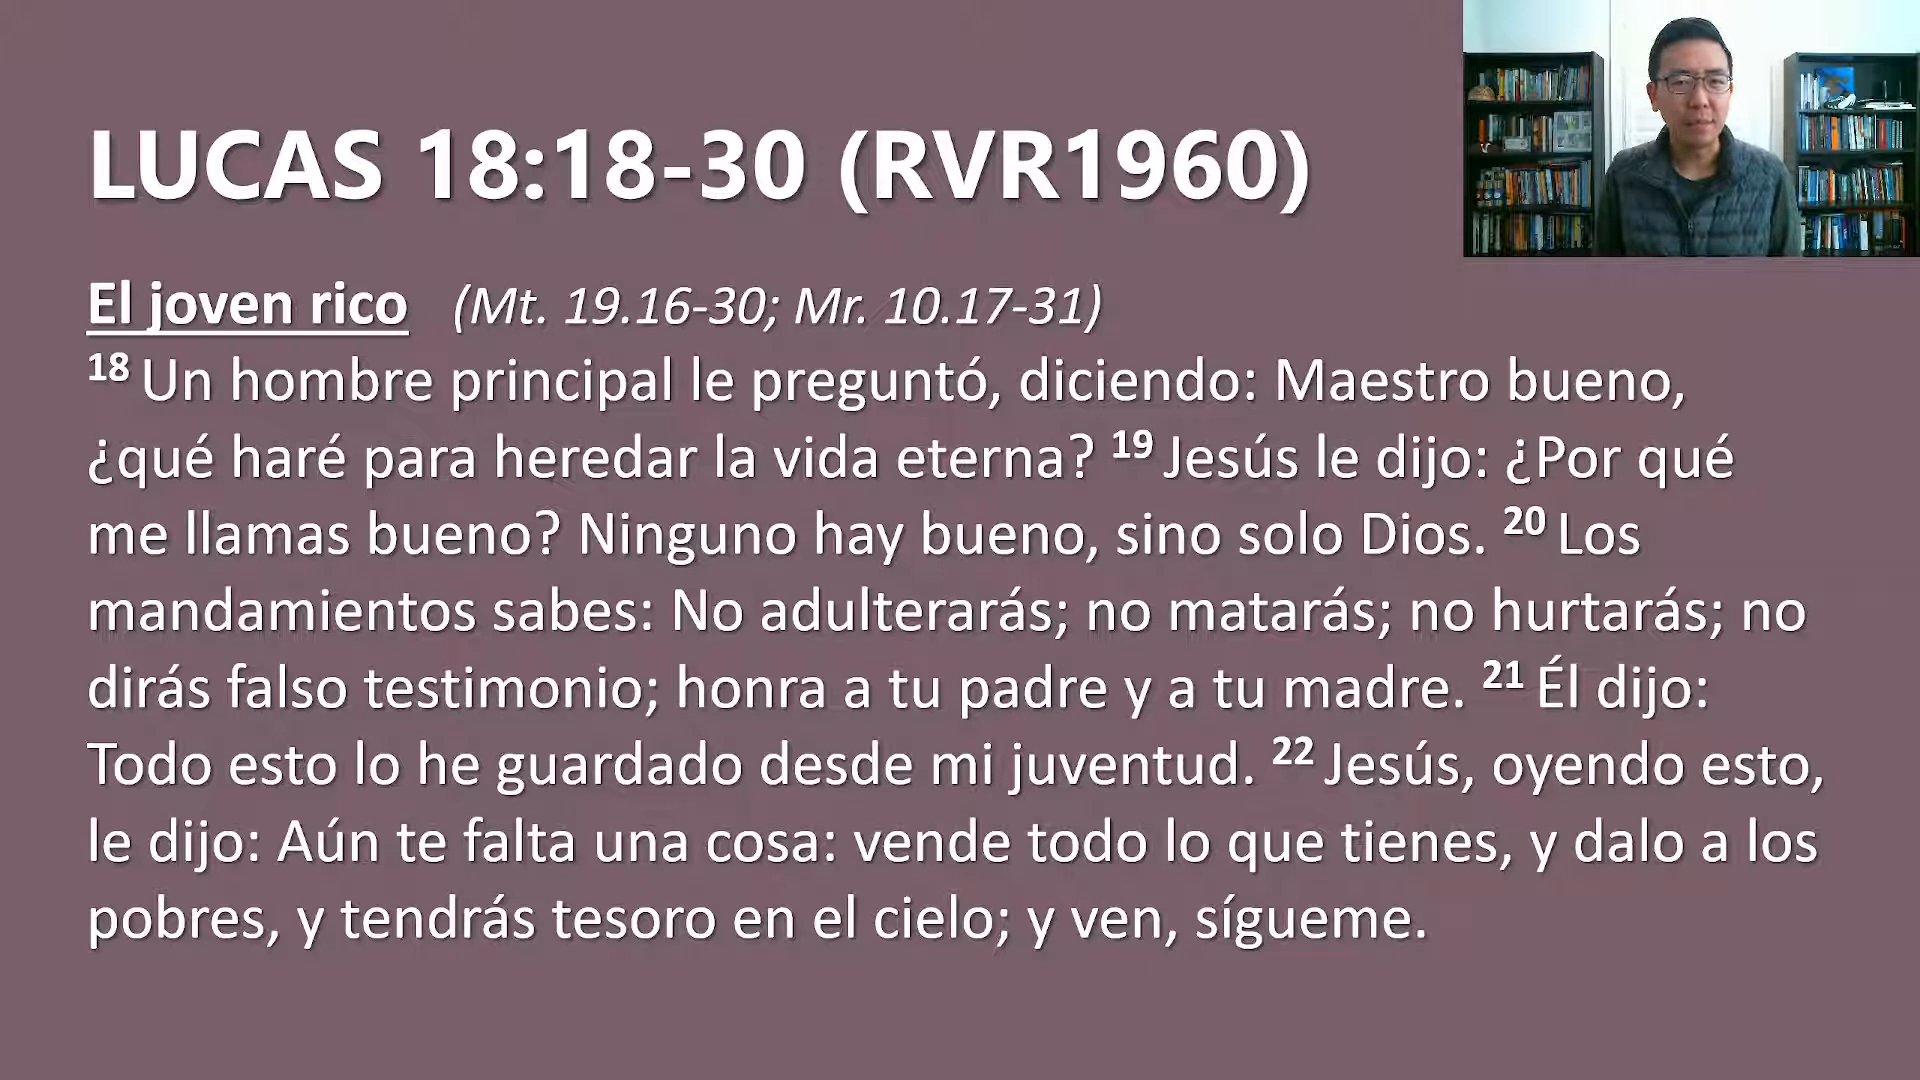 LUCAS 18:18-30 (RVR1960)
El joven rico (Mt. 19.16-30; Mr. 10.17-31)
18 Un hombre principal le preguntó, diciendo: Maestro bueno,
¿qué haré para heredar la vida eterna? 19 Jesús le dijo: ¿Por qué
me llamas bueno? Ninguno hay bueno, sino solo Dios. 20 Los
mandamientos sabes: No adulterarás; no matarás; no hurtarás; no
dirás falso testimonio; honra a tu padre y a tu madre. 21 Él dijo:
Todo esto lo he guardado desde mi juventud. 22 Jesús, oyendo esto,
le dijo: Aún te falta una cosa: vende todo lo que tienes, y dalo a los
pobres, y tendrás tesoro en el cielo; y ven, sígueme.